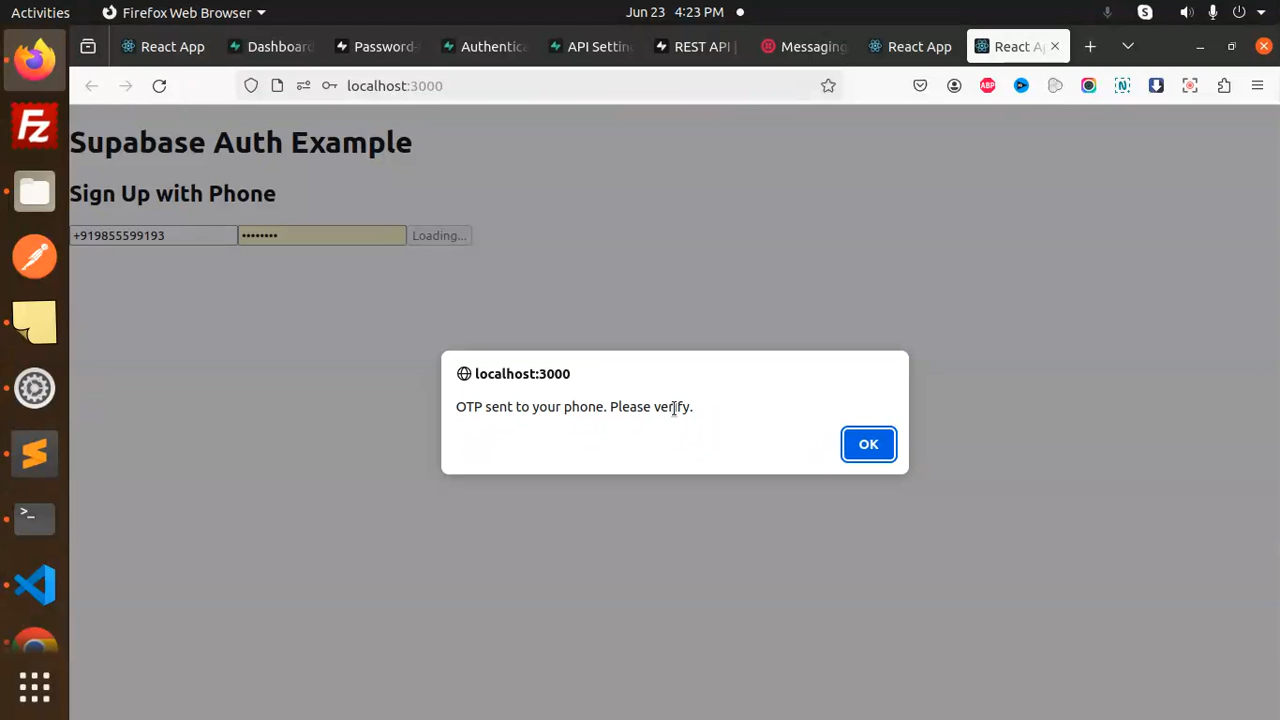 Activities
Firefox Web Browser
Jun 23 4:23 PM
React App
Dashboar
Password-
Authentica
API Settin
REST API |
Messaging
React App
React Ap
localhost:3000
Supabase Auth Example
Sign Up with Phone
+919855599193
••••••••
Loading...
localhost:3000
OTP sent to your phone. Please verify.
OK